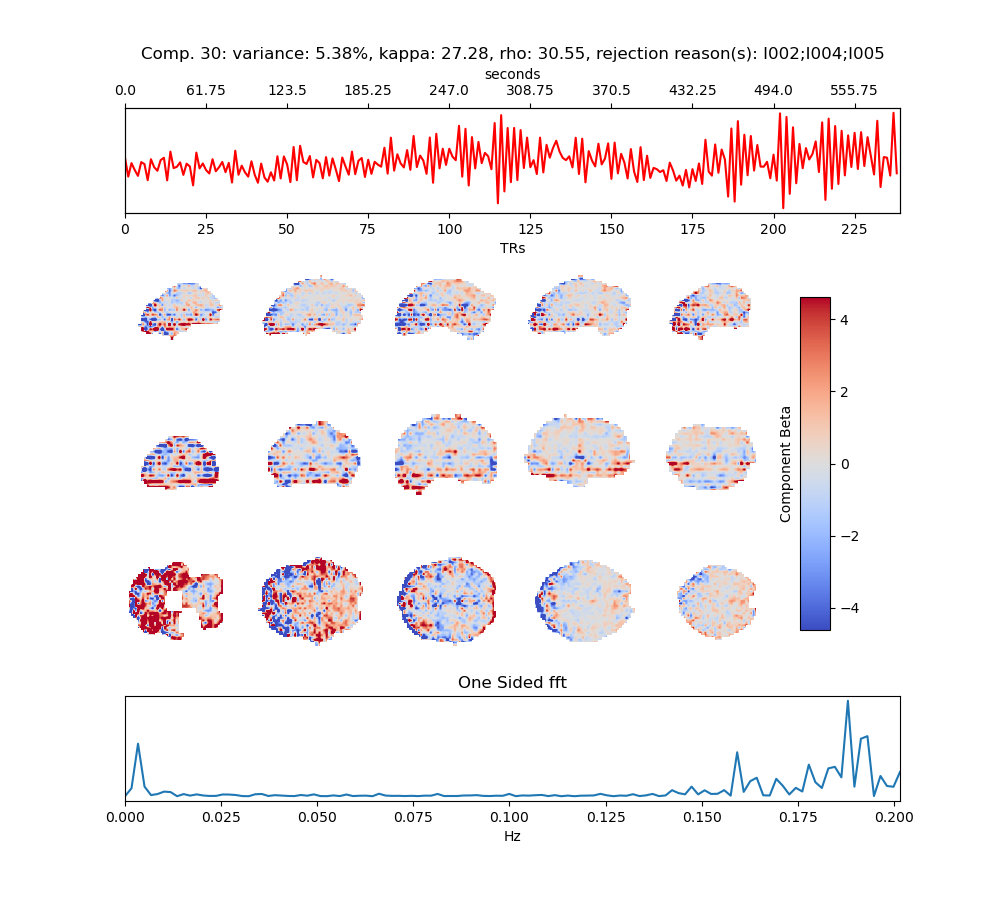 Comp. 30: variance: 5.38%, kappa: 27.28, rho: 30.55, rejection reason(s): I002;I004;I005
seconds
0.0 61.75 123.5 185.25 247.0 308.75 370.5 432.25 494.0 555.75
0 25 50 75 100 125 150 175 200 225
TRs
4
2
0
−2
−4
Component Beta
One Sided fft
0.000 0.025 0.050 0.075 0.100 0.125 0.150 0.175 0.200
Hz